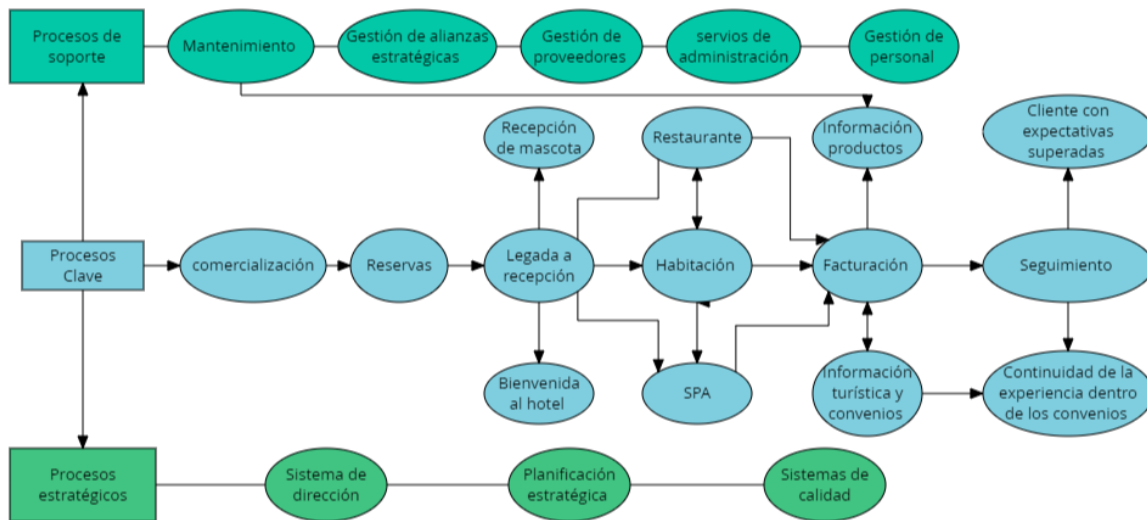 Procesos de
soporte
Mantenimiento
Gestión de alianzas
estratégicas
Gestión de
proveedores
servios de
administración
Gestión de
personal
Recepción
de mascota
Restaurante
Información
productos
Cliente con
expectativas
superadas
Procesos
Clave
comercialización
Reservas
Legada a
recepción
Habitación
Facturación
Seguimiento
Bienvenida
al hotel
SPA
Información
turística y
convenios
Continuidad de la
experiencia dentro
de los convenios
Procesos
estratégicos
Sistema de
dirección
Planificación
estratégica
Sistemas de
calidad